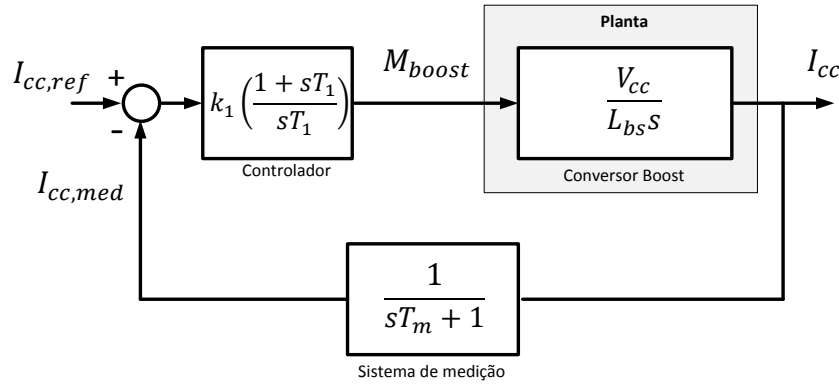 Planta
I_{cc,ref}
+
-
k_1 \left( \frac{1 + sT_1}{sT_1} \right)
Controlador
M_{boost}
\frac{V_{cc}}{L_{bs}s}
Conversor Boost
I_{cc}
I_{cc,med}
\frac{1}{sT_m + 1}
Sistema de medição